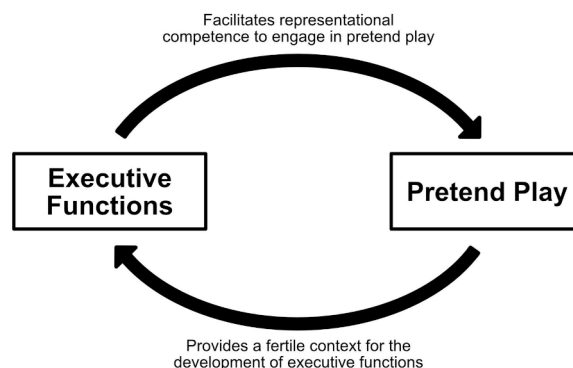 Facilitates representational
competence to engage in pretend play
Executive
Functions
Pretend Play
Provides a fertile context for the
development of executive functions